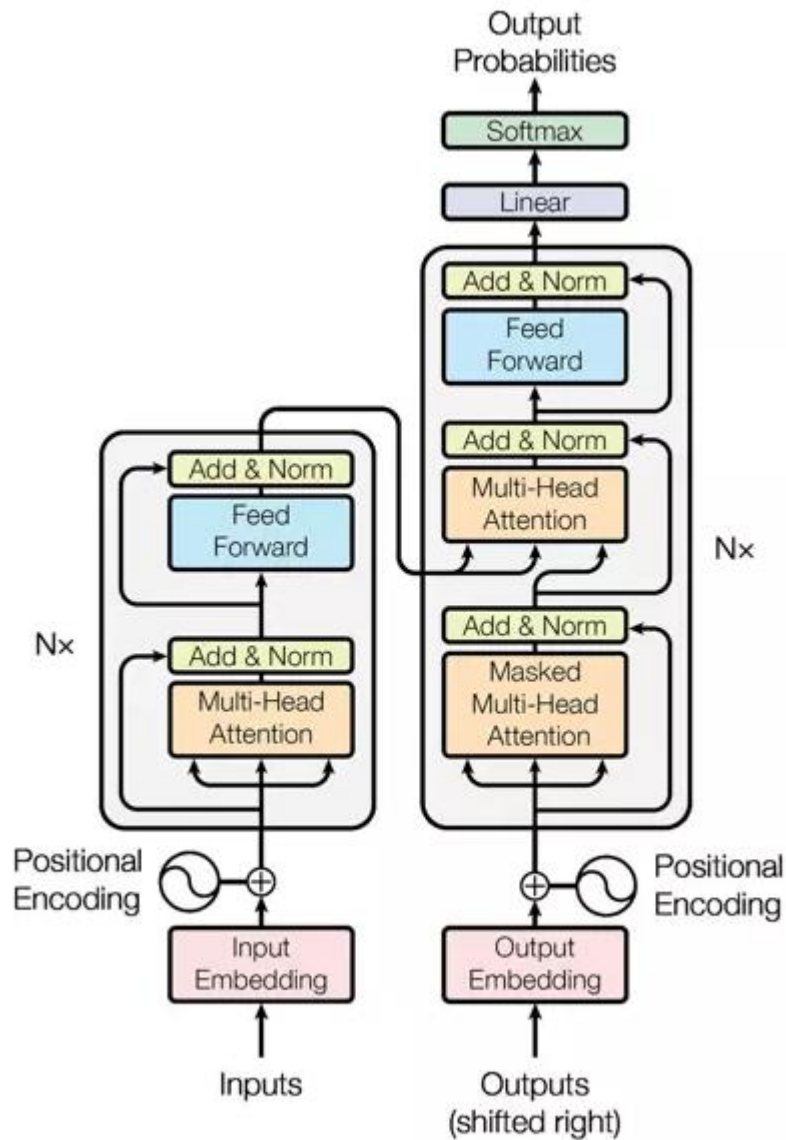 Output
Probabilities
Softmax
Linear
Add & Norm
Feed
Forward
Add & Norm
Multi-Head
Attention
Add & Norm
Masked
Multi-Head
Attention
N×
Add & Norm
Feed
Forward
Add & Norm
Multi-Head
Attention
N×
Positional
Encoding
Positional
Encoding
Input
Embedding
Output
Embedding
Inputs
Outputs
(shifted right)